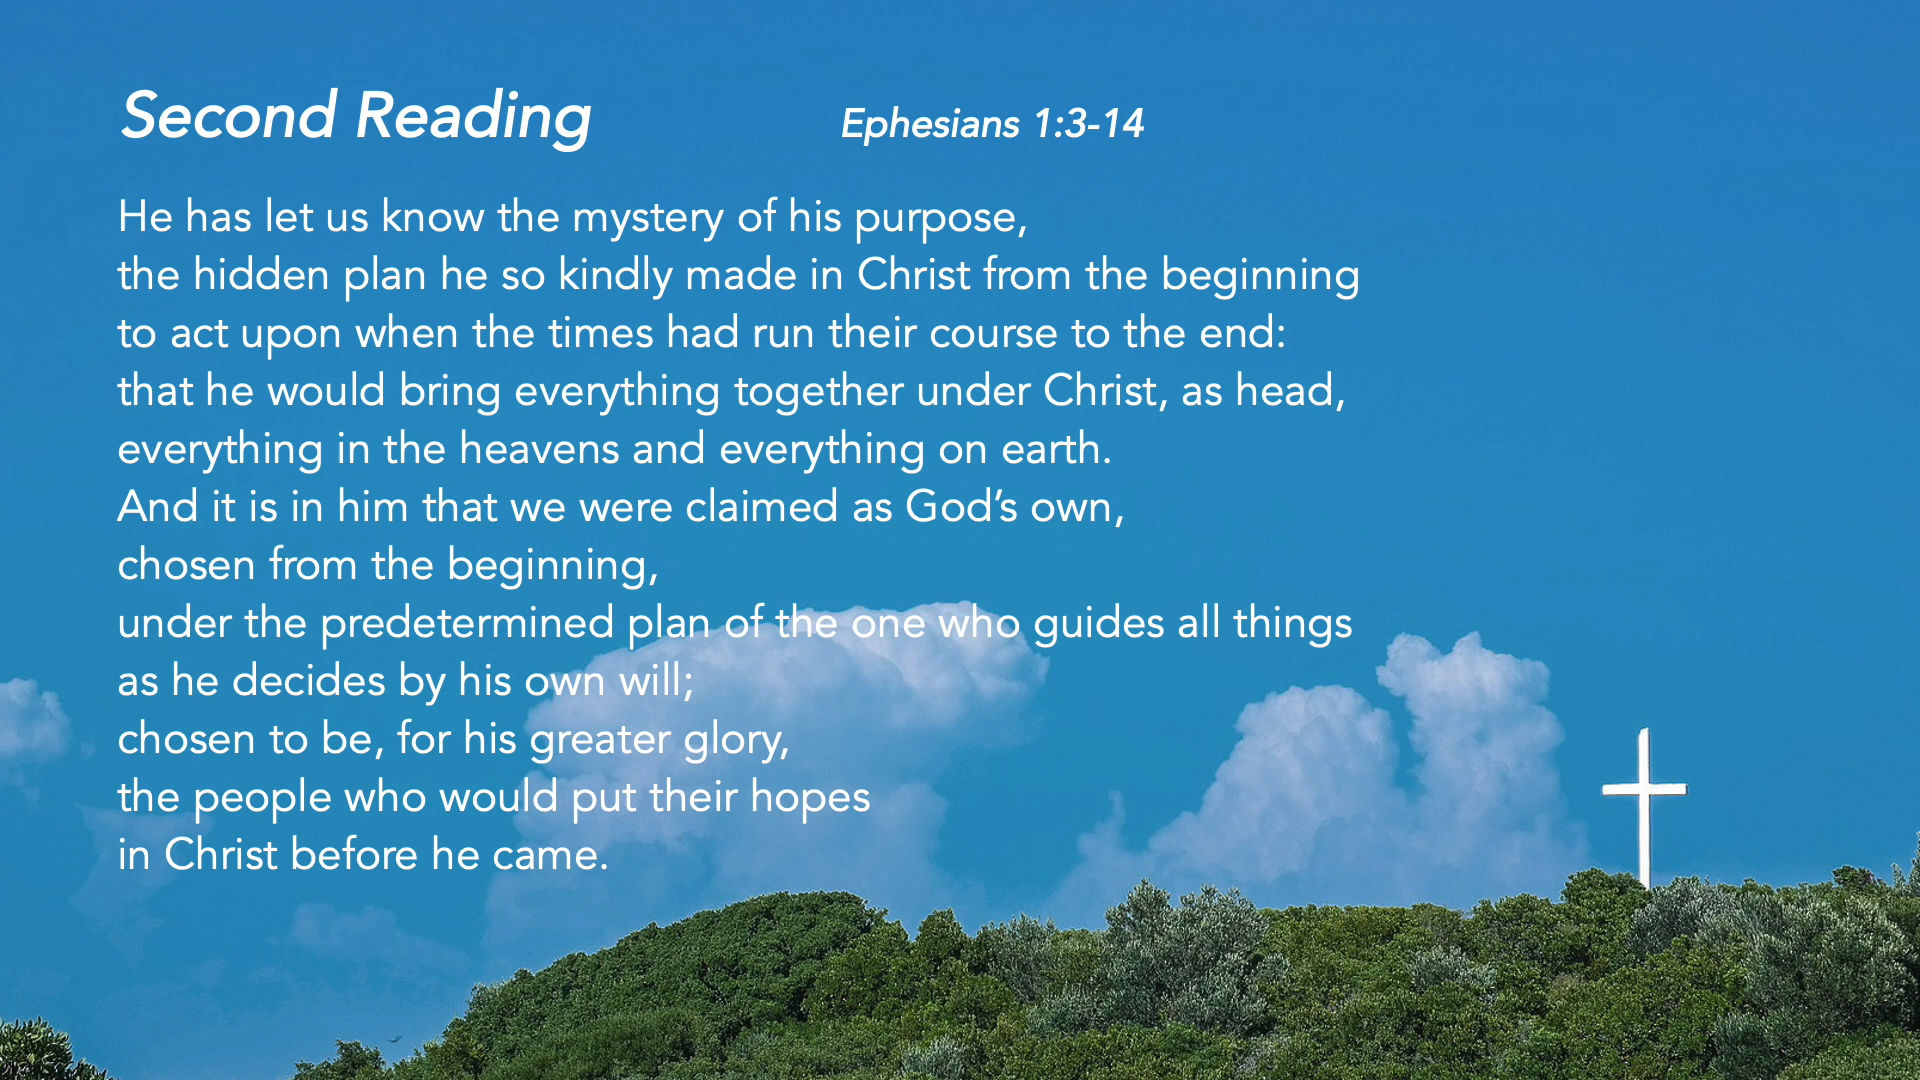 Second Reading Ephesians 1:3-14
He has let us know the mystery of his purpose,
the hidden plan he so kindly made in Christ from the beginning
to act upon when the times had run their course to the end:
that he would bring everything together under Christ, as head,
everything in the heavens and everything on earth.
And it is in him that we were claimed as God’s own,
chosen from the beginning,
under the predetermined plan of the one who guides all things
as he decides by his own will;
chosen to be, for his greater glory,
the people who would put their hopes
in Christ before he came.